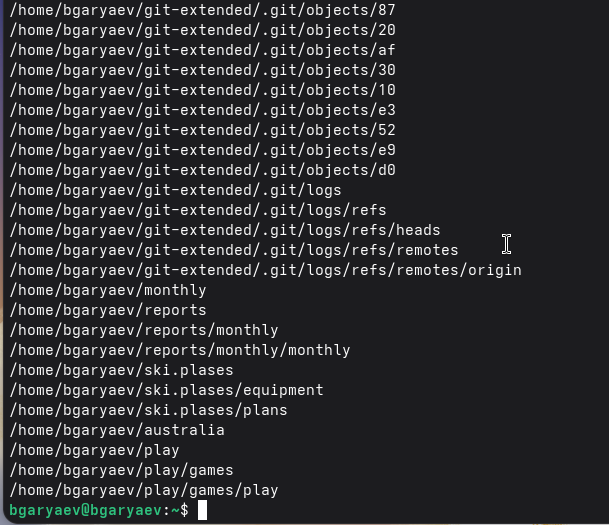 /home/bgaryaev/git-extended/.git/objects/87
/home/bgaryaev/git-extended/.git/objects/20
/home/bgaryaev/git-extended/.git/objects/af
/home/bgaryaev/git-extended/.git/objects/30
/home/bgaryaev/git-extended/.git/objects/10
/home/bgaryaev/git-extended/.git/objects/e3
/home/bgaryaev/git-extended/.git/objects/52
/home/bgaryaev/git-extended/.git/objects/e9
/home/bgaryaev/git-extended/.git/objects/d0
/home/bgaryaev/git-extended/.git/logs
/home/bgaryaev/git-extended/.git/logs/refs
/home/bgaryaev/git-extended/.git/logs/refs/heads
/home/bgaryaev/git-extended/.git/logs/refs/remotes
/home/bgaryaev/git-extended/.git/logs/refs/remotes/origin
/home/bgaryaev/monthly
/home/bgaryaev/reports
/home/bgaryaev/reports/monthly
/home/bgaryaev/reports/monthly/monthly
/home/bgaryaev/ski.plases
/home/bgaryaev/ski.plases/equipment
/home/bgaryaev/ski.plases/plans
/home/bgaryaev/australia
/home/bgaryaev/play
/home/bgaryaev/play/games
/home/bgaryaev/play/games/play
bgaryaev@bgaryaev:~$